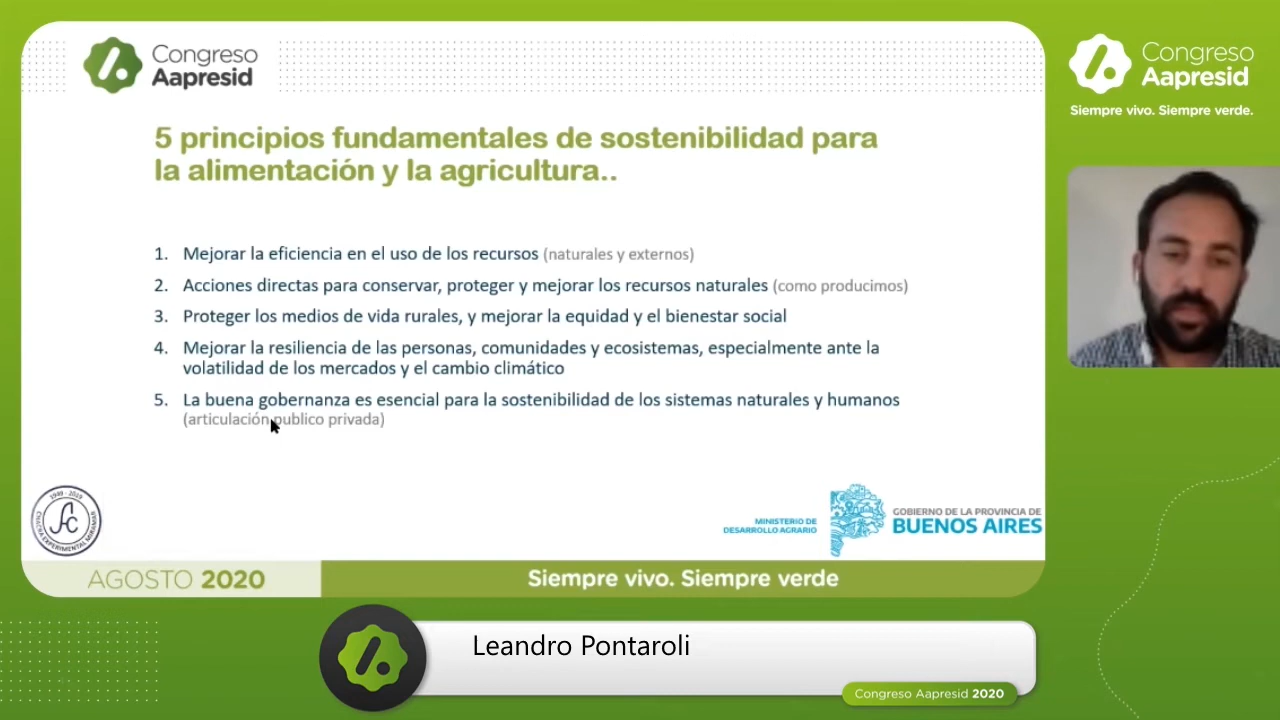 Congreso
Aapresid
Congreso
Aapresid
Siempre vivo. Siempre verde.
5 principios fundamentales de sostenibilidad para
la alimentación y la agricultura..
1. Mejorar la eficiencia en el uso de los recursos (naturales y externos)
2. Acciones directas para conservar, proteger y mejorar los recursos naturales (como producimos)
3. Proteger los medios de vida rurales, y mejorar la equidad y el bienestar social
4. Mejorar la resiliencia de las personas, comunidades y ecosistemas, especialmente ante la
volatilidad de los mercados y el cambio climático
5. La buena gobernanza es esencial para la sostenibilidad de los sistemas naturales y humanos
(articulación publico privada)
1949 - 2019
CHACRA EXPERIMENTAL MIRAMAR
MINISTERIO DE
DESARROLLO AGRARIO
GOBIERNO DE LA PROVINCIA DE
BUENOS AIRES
AGOSTO 2020
Siempre vivo. Siempre verde
Leandro Pontaroli
Congreso Aapresid 2020